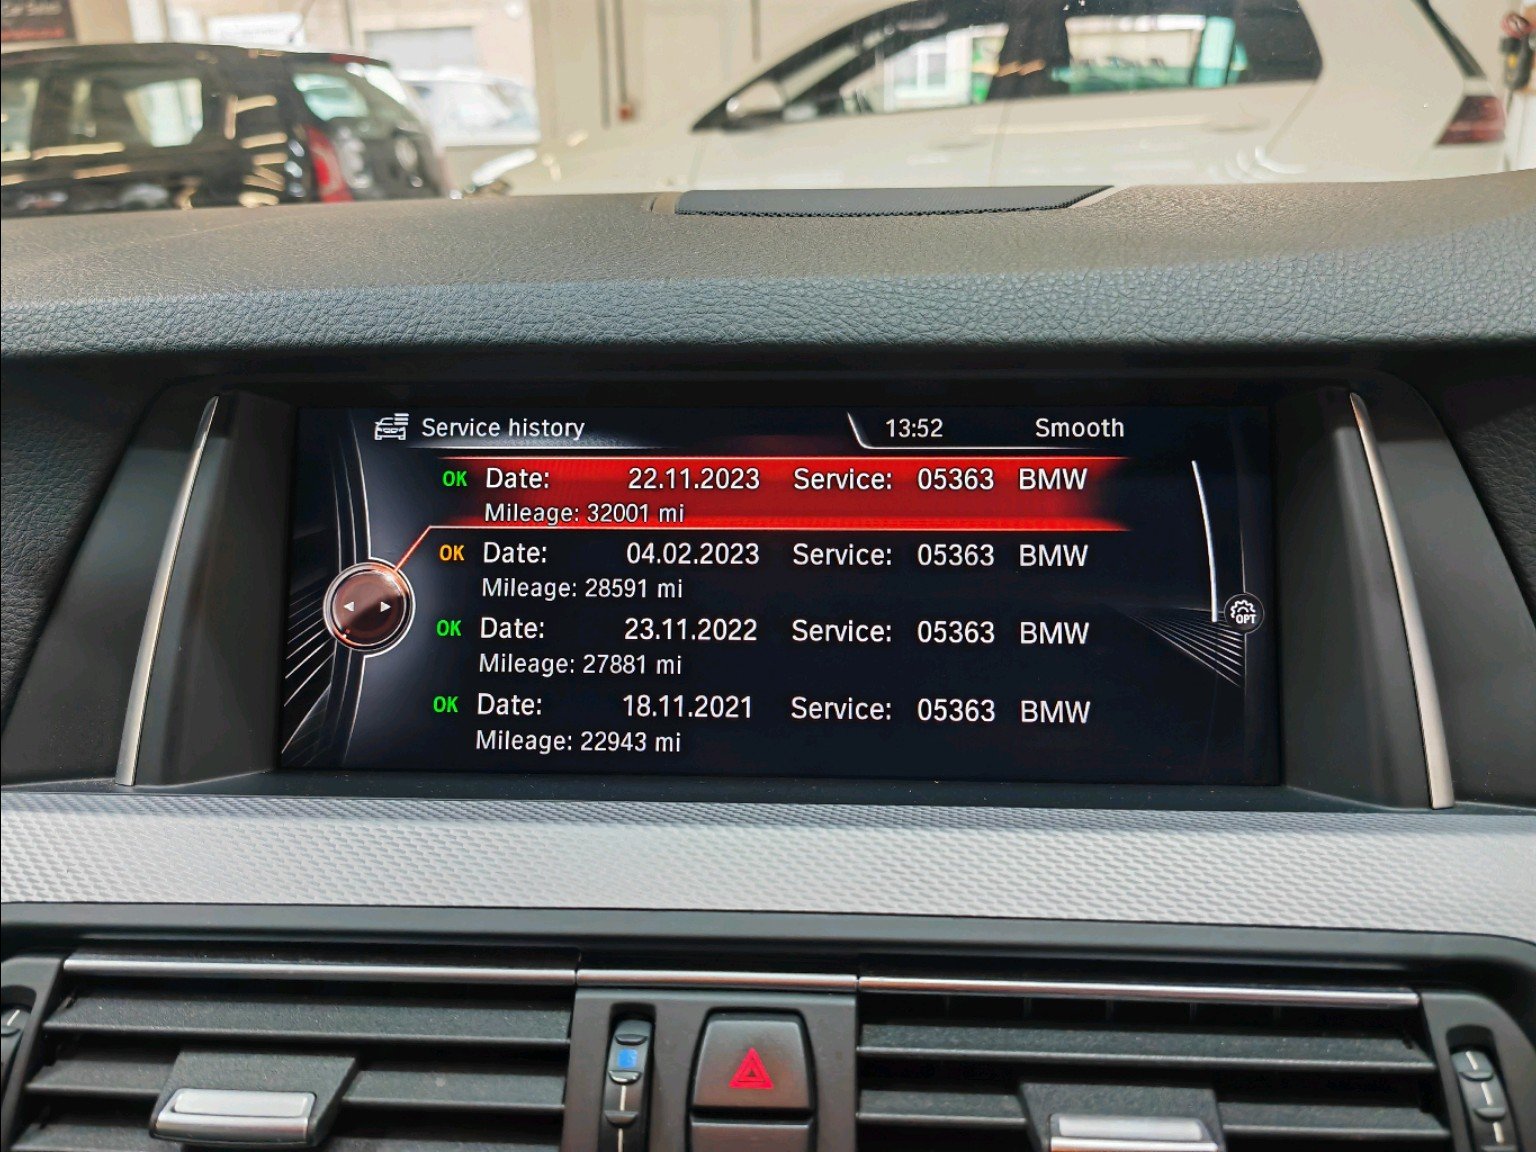 Service history 13:52 Smooth
OK Date: 22.11.2023 Service: 05363 BMW
Mileage: 32001 mi
OK Date: 04.02.2023 Service: 05363 BMW
Mileage: 28591 mi
OK Date: 23.11.2022 Service: 05363 BMW
Mileage: 27881 mi
OPT
OK Date: 18.11.2021 Service: 05363 BMW
Mileage: 22943 mi